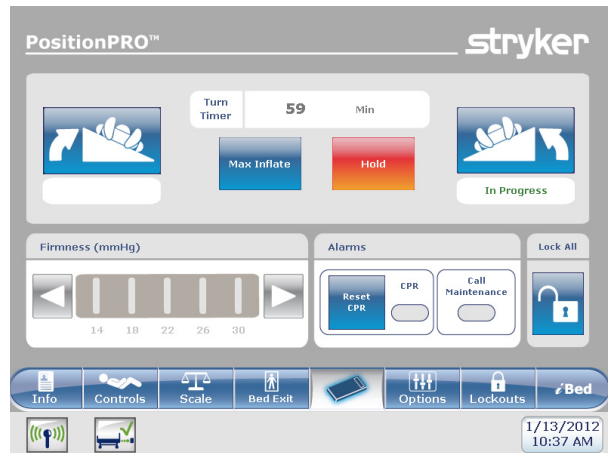 PositionPRO™
stryker
Turn
Timer
59
Min
Max Inflate
Hold
In Progress
Firmness (mmHg)
14 18 22 26 30
Alarms
Reset
CPR
CPR
Call
Maintenance
Lock All
Info
Controls
Scale
Bed Exit
Options
Lockouts
iBed
1/13/2012
10:37 AM